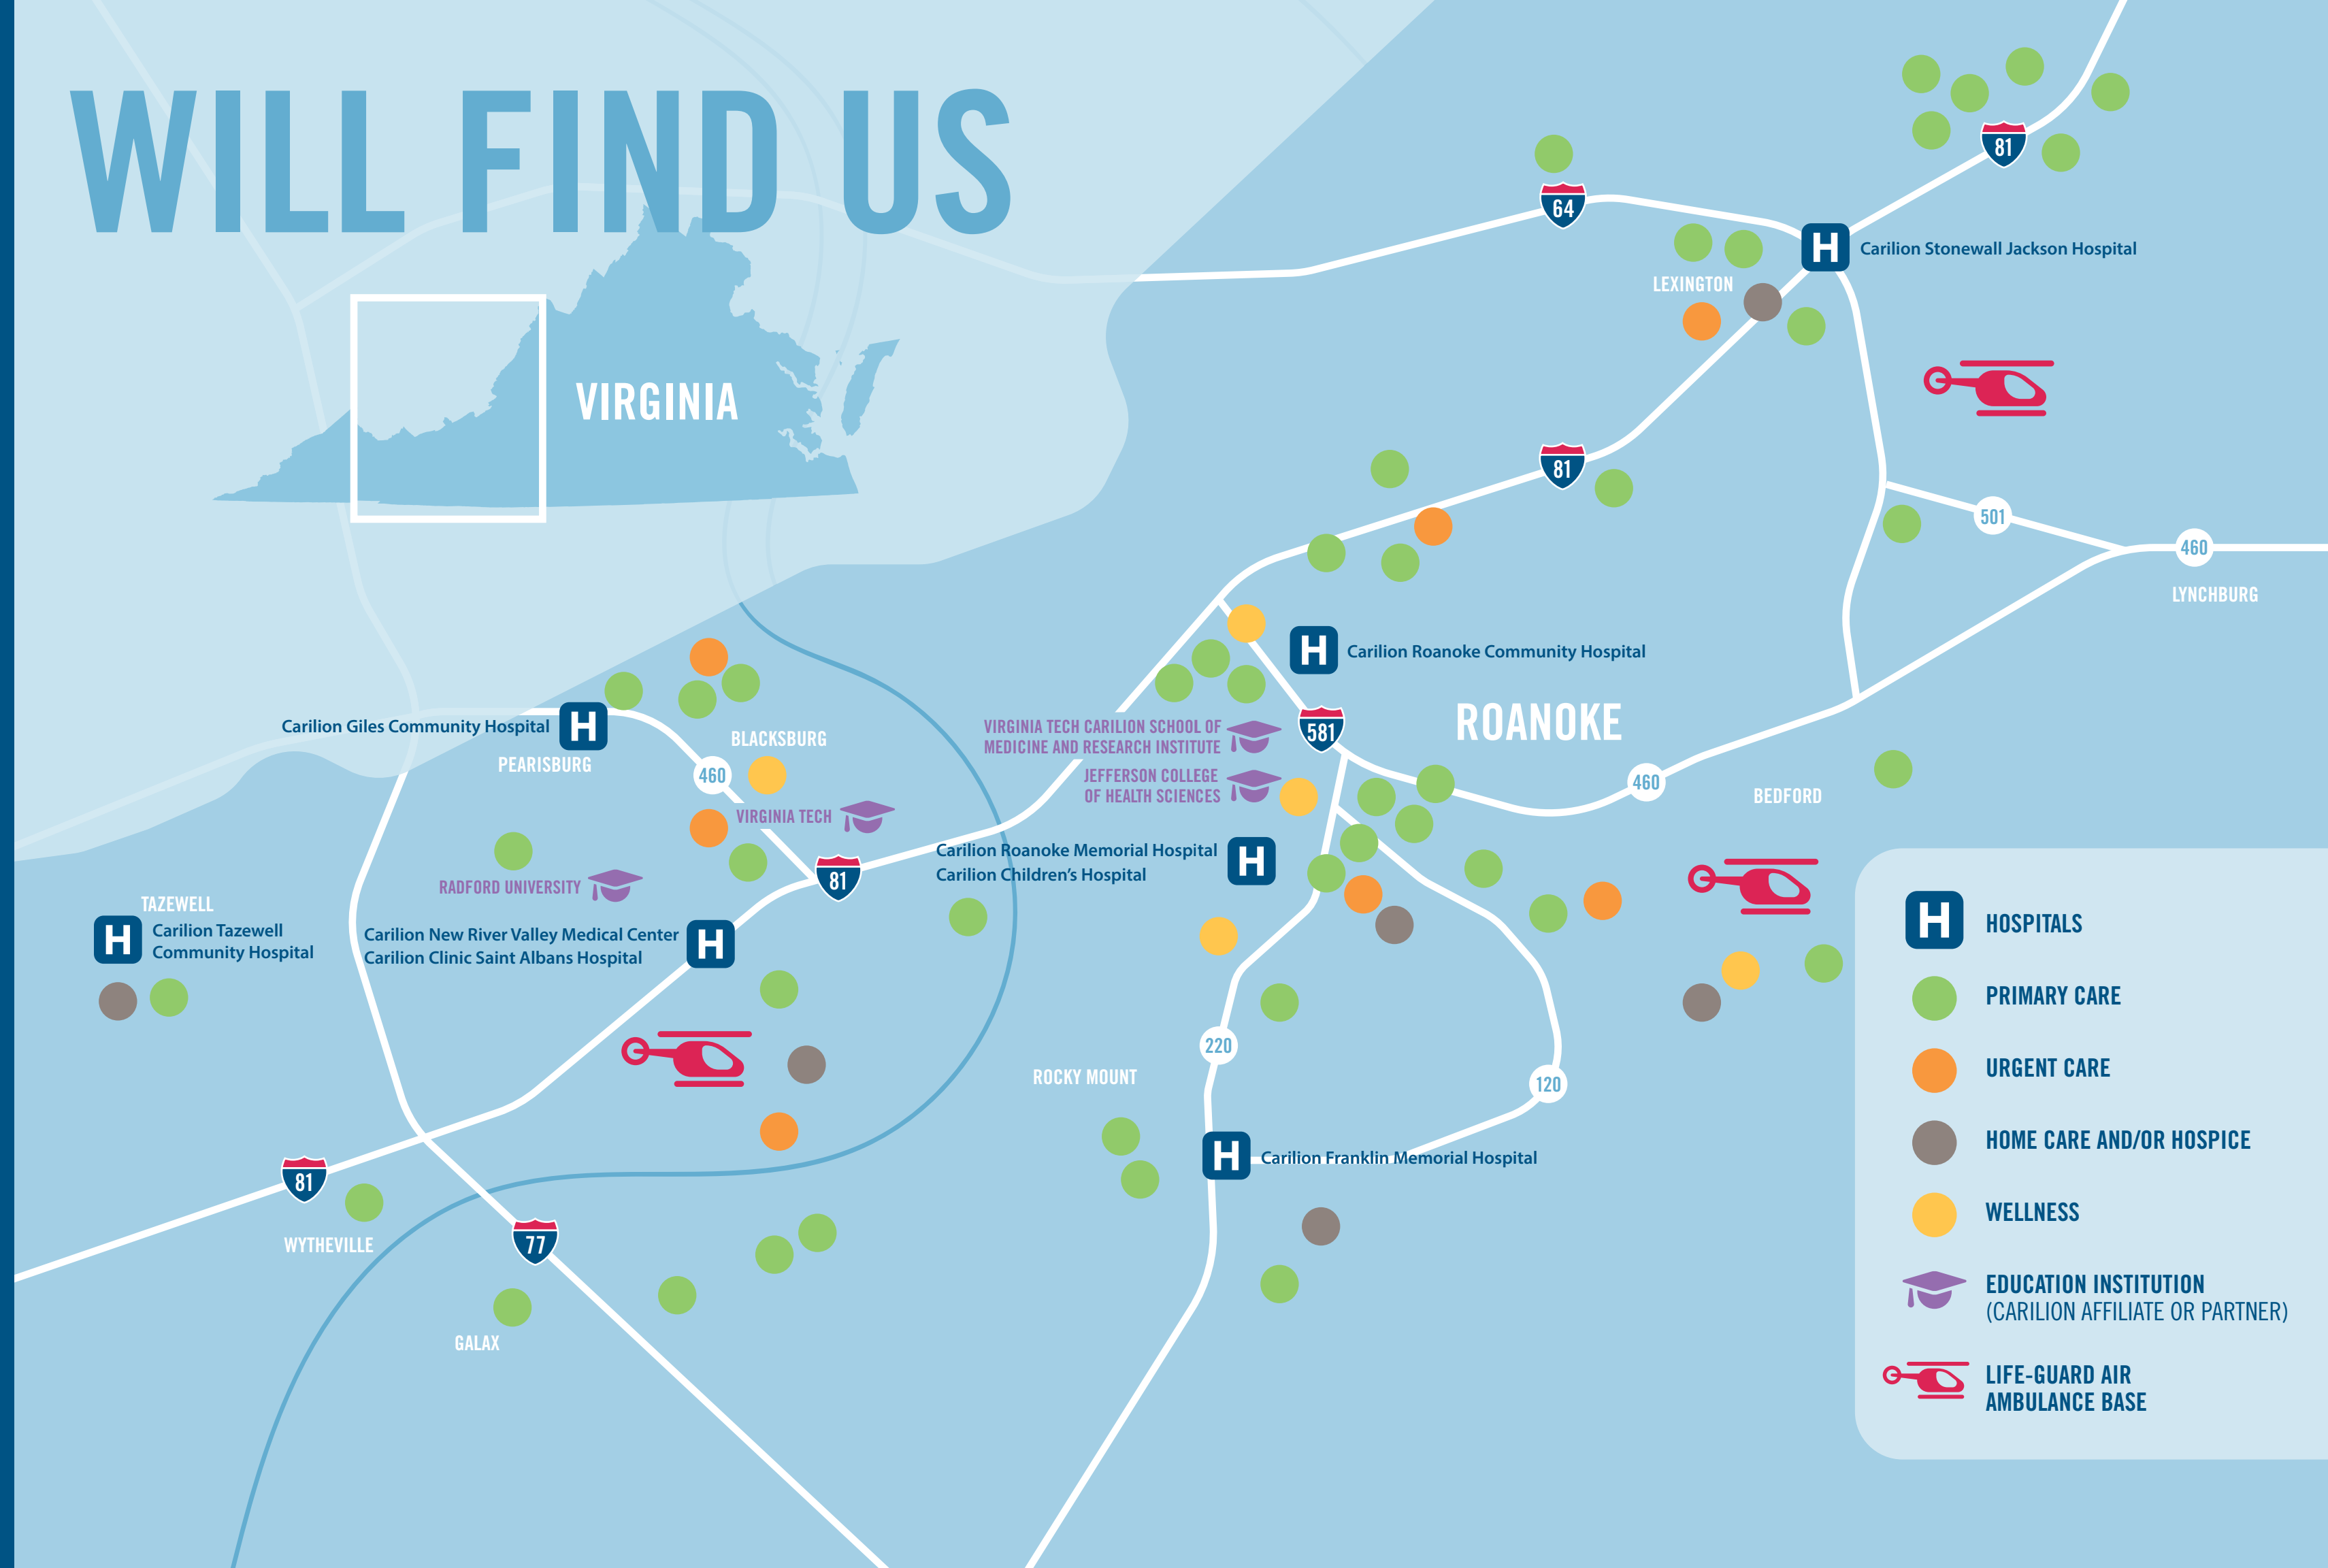 WILL FIND US
VIRGINIA
81
64
Carilion Stonewall Jackson Hospital
LEXINGTON
81
501
460
LYNCHBURG
Carilion Roanoke Community Hospital
ROANOKE
581
VIRGINIA TECH CARILION SCHOOL OF
MEDICINE AND RESEARCH INSTITUTE
JEFFERSON COLLEGE
OF HEALTH SCIENCES
460
BEDFORD
Carilion Giles Community Hospital
PEARISBURG
BLACKSBURG
460
VIRGINIA TECH
81
RADFORD UNIVERSITY
Carilion Roanoke Memorial Hospital
Carilion Children's Hospital
TAZEWELL
Carilion Tazewell
Community Hospital
Carilion New River Valley Medical Center
Carilion Clinic Saint Albans Hospital
220
ROCKY MOUNT
120
Carilion Franklin Memorial Hospital
81
WYTHEVILLE
77
GALAX
H
H
H
H
H
H
H
H HOSPITALS
PRIMARY CARE
URGENT CARE
HOME CARE AND/OR HOSPICE
WELLNESS
EDUCATION INSTITUTION
(CARILION AFFILIATE OR PARTNER)
LIFE-GUARD AIR
AMBULANCE BASE